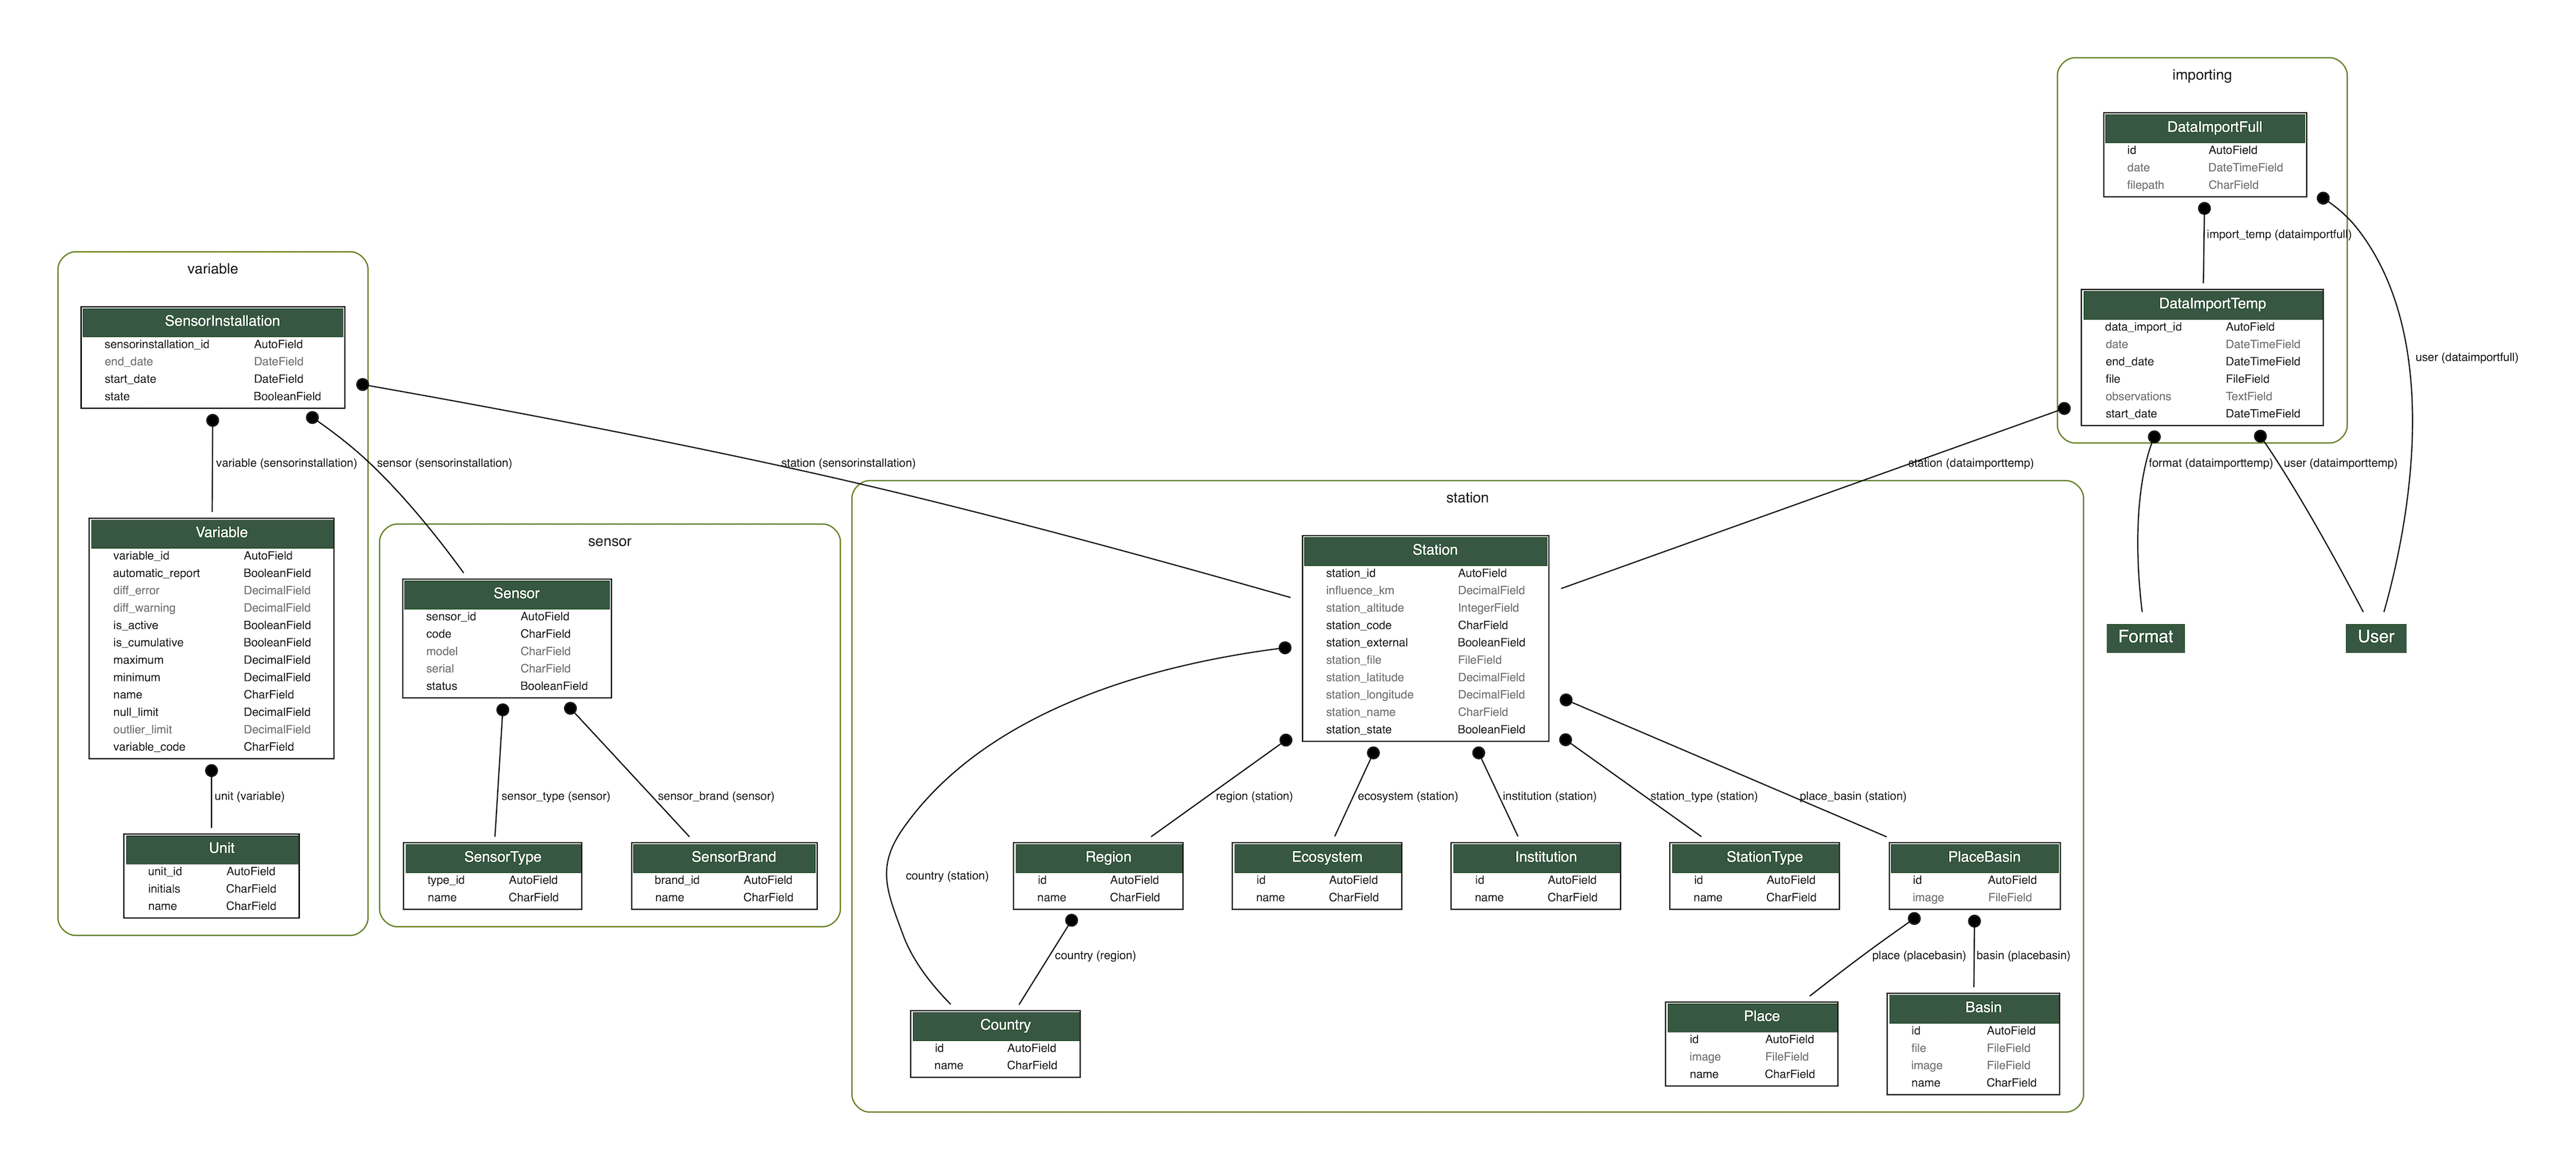 importing
DataImportFull
id AutoField
date DateTimeField
filepath CharField
import_temp (dataimportfull)
variable
SensorInstallation
sensorinstallation_id AutoField
end_date DateField
start_date DateField
state BooleanField
DataImportTemp
data_import_id AutoField
date DateTimeField
end_date DateTimeField
file FileField
observations TextField
start_date DateTimeField
user (dataimportfull)
variable (sensorinstallation)
sensor (sensorinstallation)
station (sensorinstallation)
station (dataimporttemp)
format (dataimporttemp)
user (dataimporttemp)
Variable
variable_id AutoField
automatic_report BooleanField
diff_error DecimalField
diff_warning DecimalField
is_active BooleanField
is_cumulative BooleanField
maximum DecimalField
minimum DecimalField
name CharField
null_limit DecimalField
outlier_limit DecimalField
variable_code CharField
unit (variable)
Unit
unit_id AutoField
initials CharField
name CharField
sensor
Sensor
sensor_id AutoField
code CharField
model CharField
serial CharField
status BooleanField
sensor_type (sensor)
sensor_brand (sensor)
SensorType
type_id AutoField
name CharField
SensorBrand
brand_id AutoField
name CharField
station
Station
station_id AutoField
influence_km DecimalField
station_altitude IntegerField
station_code CharField
station_external BooleanField
station_file FileField
station_latitude DecimalField
station_longitude DecimalField
station_name CharField
station_state BooleanField
Format
User
region (station)
ecosystem (station)
institution (station)
station_type (station)
place_basin (station)
country (station)
Region
id AutoField
name CharField
Ecosystem
id AutoField
name CharField
Institution
id AutoField
name CharField
StationType
id AutoField
name CharField
PlaceBasin
id AutoField
image FileField
country (region)
place (placebasin)
basin (placebasin)
Country
id AutoField
name CharField
Place
id AutoField
image FileField
name CharField
Basin
id AutoField
file FileField
image FileField
name CharField